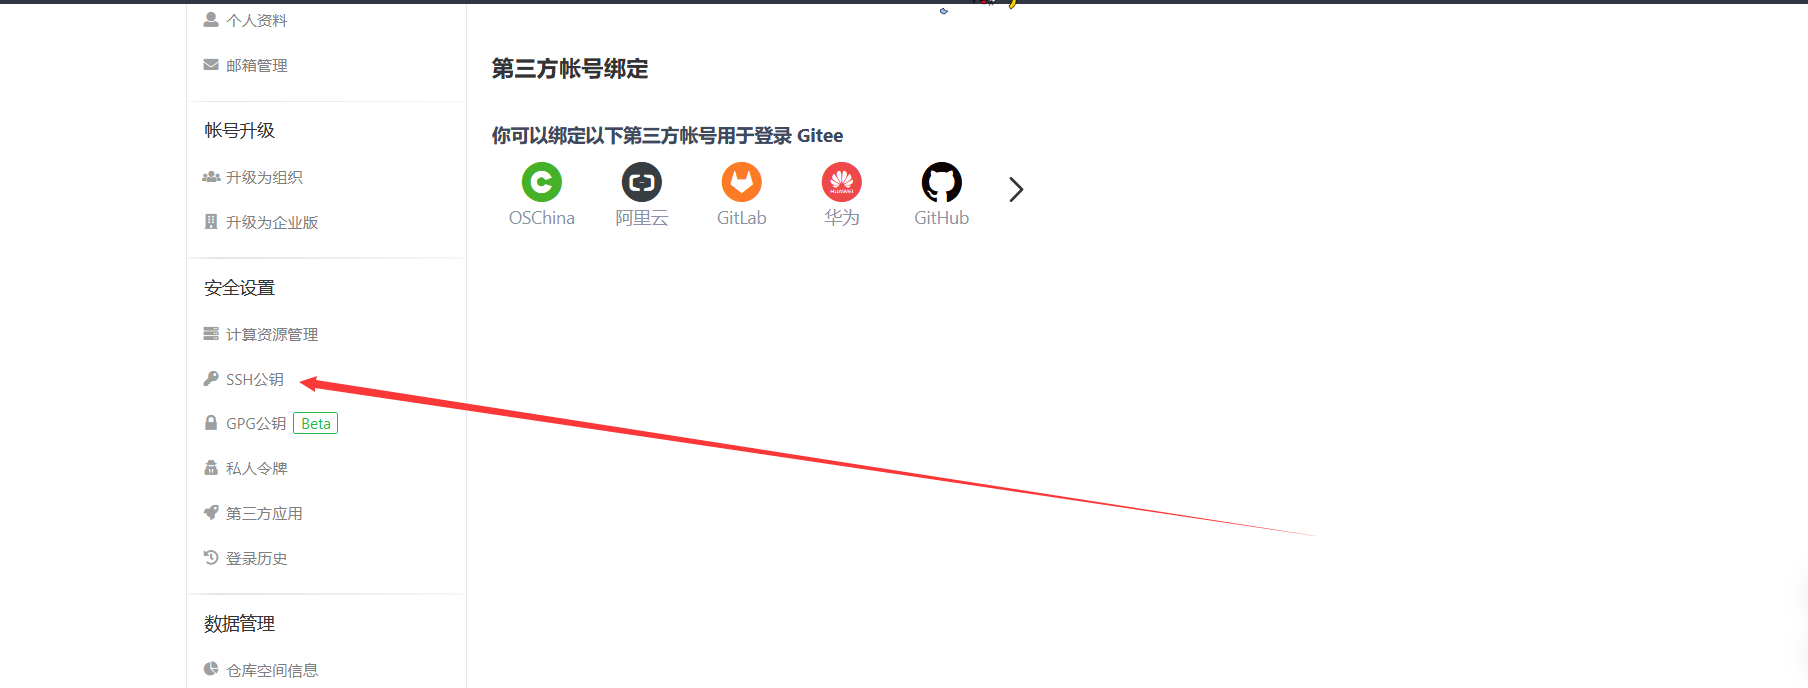 个人资料
邮箱管理
帐号升级
升级为组织
升级为企业版
安全设置
计算资源管理
SSH公钥
GPG公钥 Beta
私人令牌
第三方应用
登录历史
数据管理
仓库空间信息
第三方帐号绑定
你可以绑定以下第三方帐号用于登录 Gitee
HUAWEI
OSChina 阿里云 GitLab 华为 GitHub